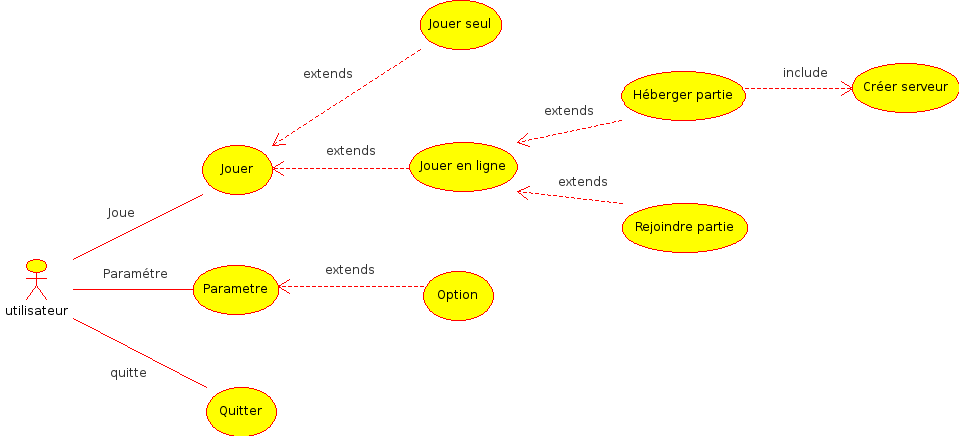 Jouer seul
extends
include
Héberger partie
Créer serveur
extends
extends
Jouer
Jouer en ligne
extends
Joue
Rejoindre partie
Paramétre
extends
Parametre
Option
utilisateur
quitte
Quitter